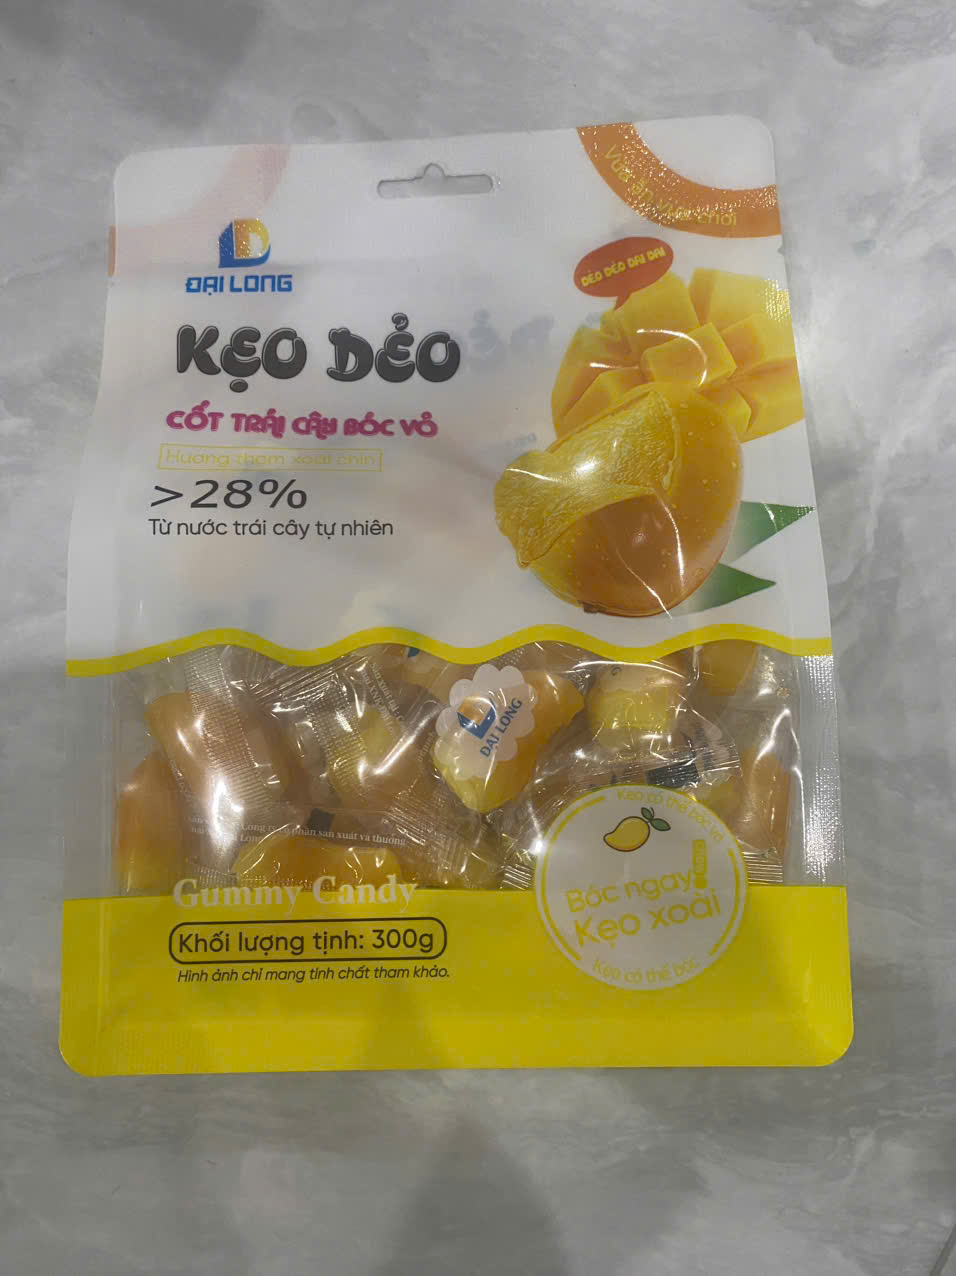 Vừa ăn vừa chơi
ĐẠI LONG
DẺO DẺO DAI DAI
KẸO DẺO
CỐT TRÁI CÂY BÓC VỎ
Hương thơm xoài chín
>28%
Từ nước trái cây tự nhiên
ĐẠI LONG
Kẹo có thể bóc vỏ
Bóc ngay
Kẹo xoài
Kẹo có thể bóc
Gummy Candy
Khối lượng tịnh: 300g
Hình ảnh chỉ mang tính chất tham khảo.